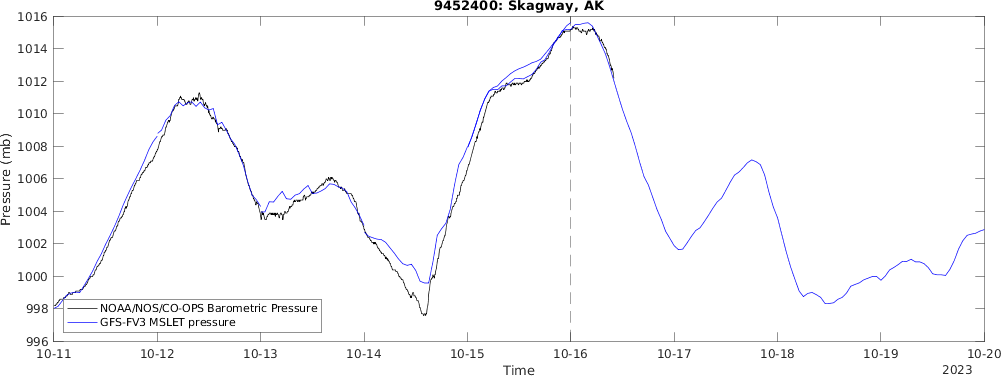 9452400: Skagway, AK
Pressure (mb)
1016
1014
1012
1010
1008
1006
1004
1002
1000
998
996
NOAA/NOS/CO-OPS Barometric Pressure
GFS-FV3 MSLET pressure
10-11 10-12 10-13 10-14 10-15 10-16 10-17 10-18 10-19 10-20
Time
2023